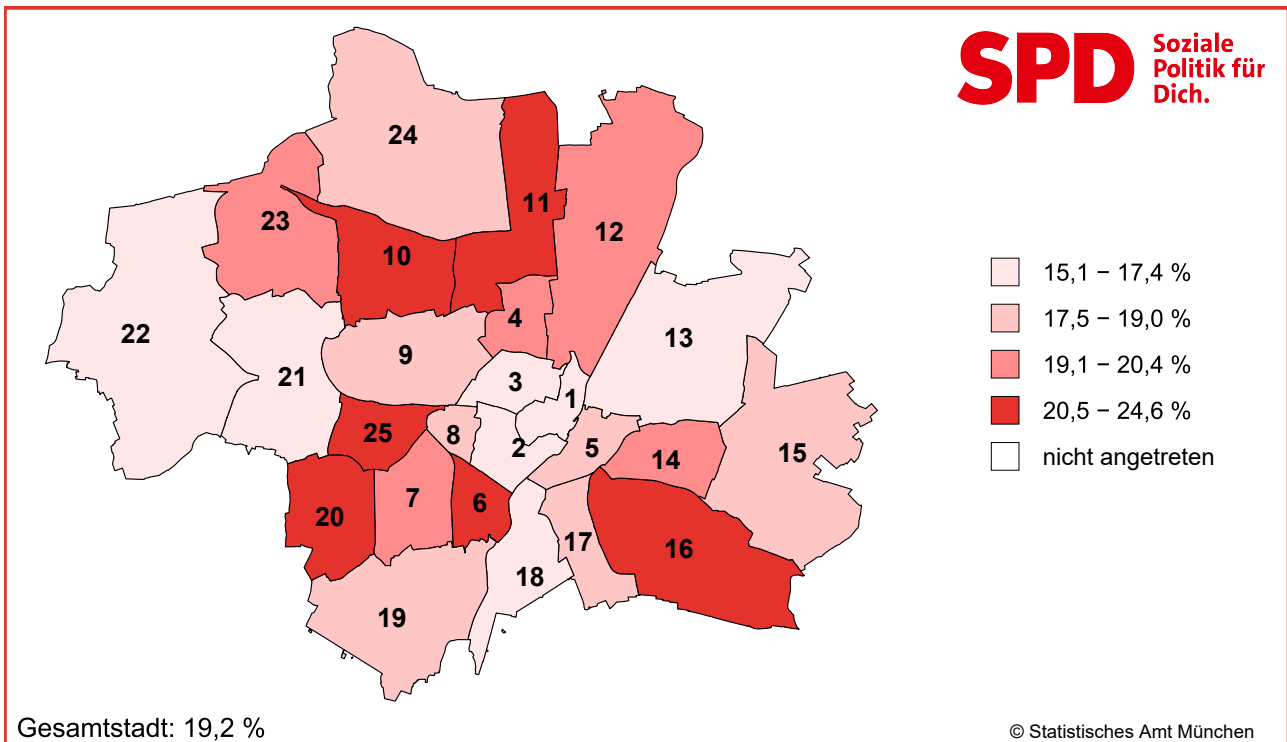 SPD
Soziale
Politik für
Dich.
24
11
23
12
10
4
22
13
9
21
3
1
25
8
2
5
15
14
7
6
20
17
16
18
19
15,1 – 17,4 %
17,5 – 19,0 %
19,1 – 20,4 %
20,5 – 24,6 %
nicht angetreten
Gesamtstadt: 19,2 %
© Statistisches Amt München